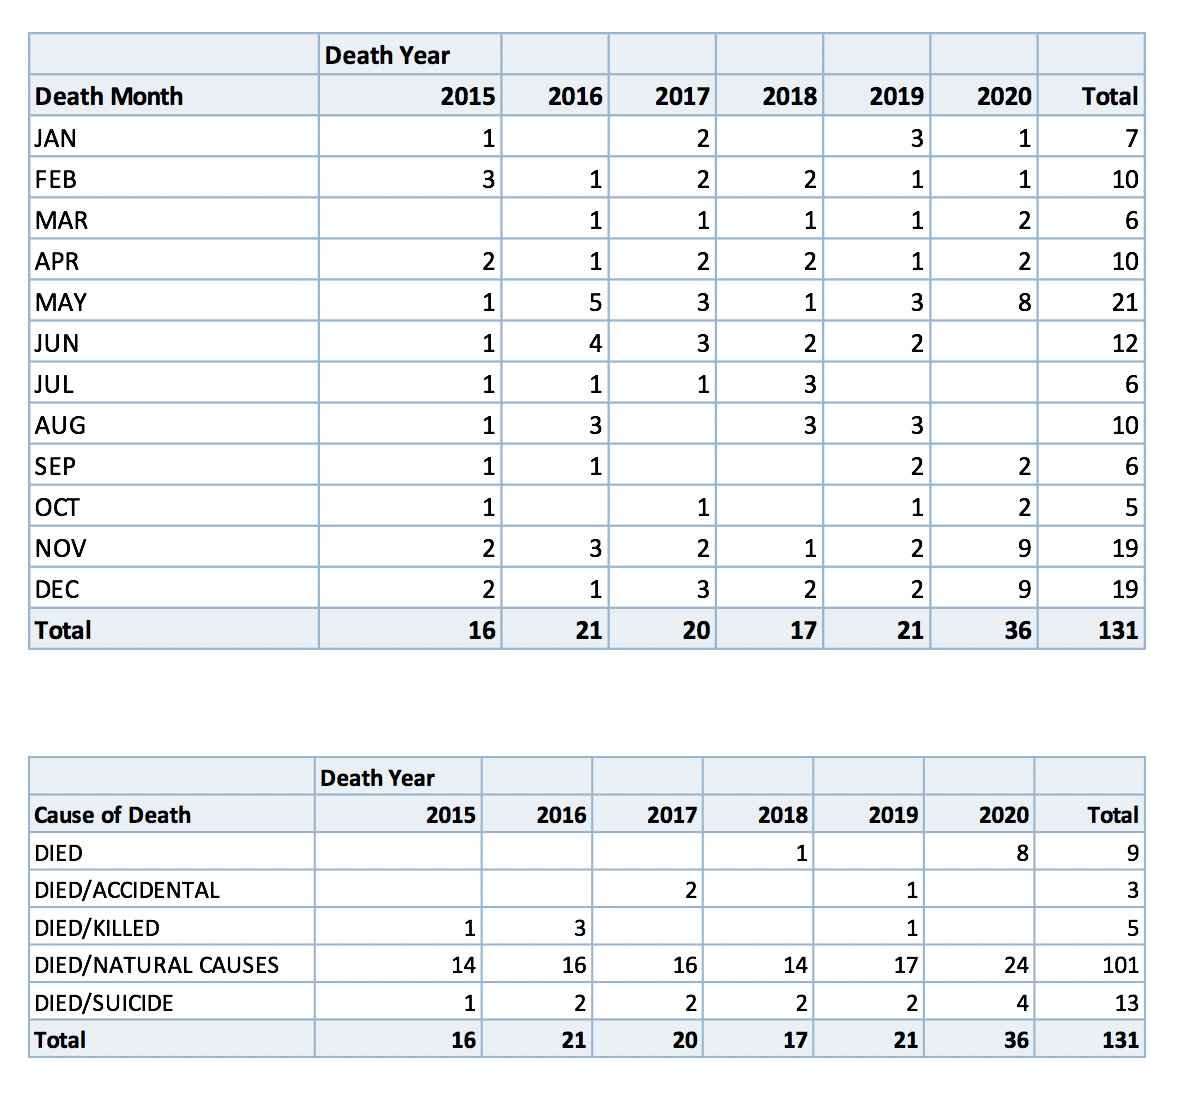 Death Year
Death Month 2015 2016 2017 2018 2019 2020 Total
JAN 1 2 3 1 7
FEB 3 1 2 2 1 1 10
MAR 1 1 1 1 2 6
APR 2 1 2 2 1 2 10
MAY 1 5 3 1 3 8 21
JUN 1 4 3 2 2 12
JUL 1 1 1 3 6
AUG 1 3 3 3 10
SEP 1 1 2 2 6
OCT 1 1 1 2 5
NOV 2 3 2 1 2 9 19
DEC 2 1 3 2 2 9 19
Total 16 21 20 17 21 36 131
Death Year
Cause of Death 2015 2016 2017 2018 2019 2020 Total
DIED 1 8 9
DIED/ACCIDENTAL 2 1 3
DIED/KILLED 1 3 1 5
DIED/NATURAL CAUSES 14 16 16 14 17 24 101
DIED/SUICIDE 1 2 2 2 2 4 13
Total 16 21 20 17 21 36 131